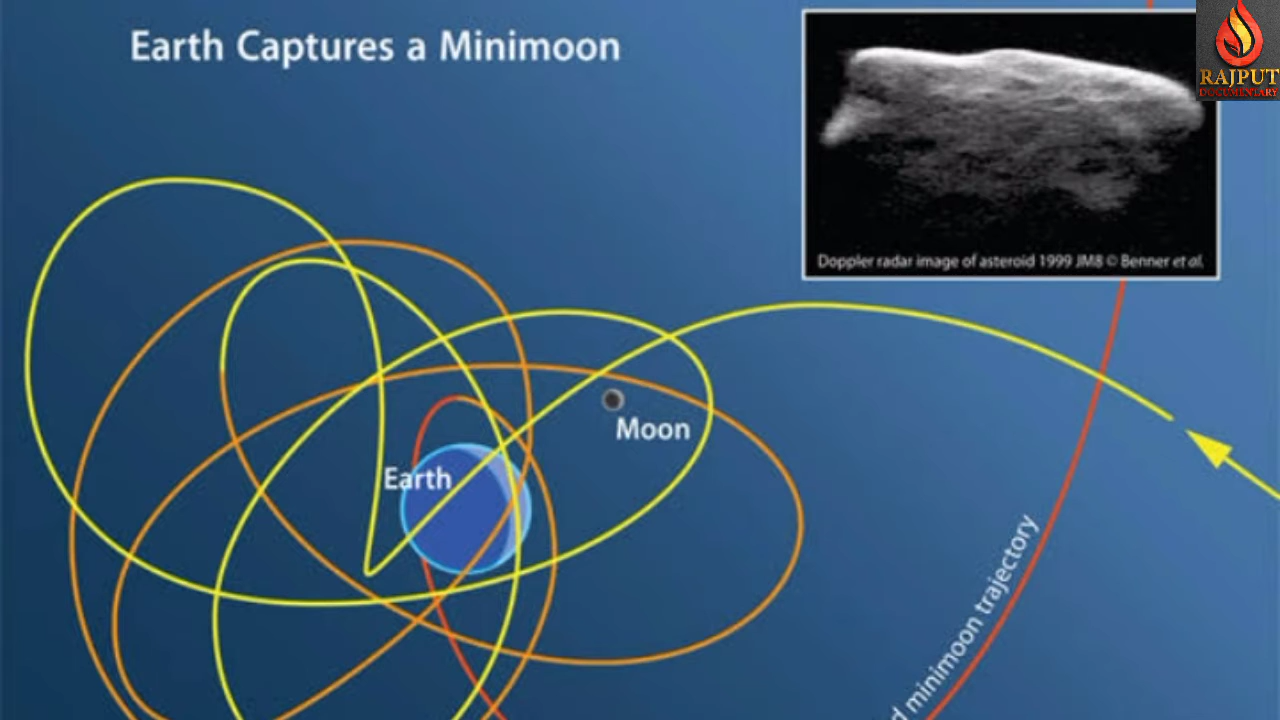 Earth Captures a Minimoon
RAJPUT
DOCUMENTARY
Doppler radar image of asteroid 1999 JM8 © Benner et al.
Moon
Earth
minimoon trajectory